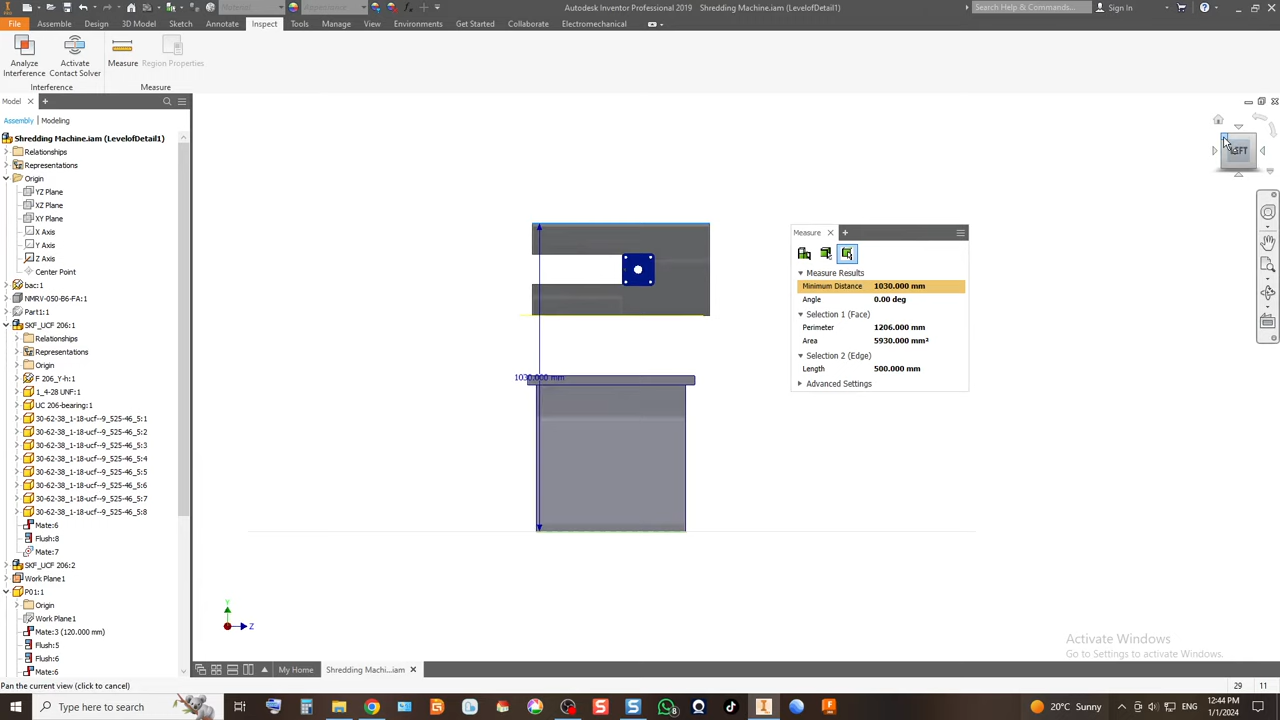 Material
Appearance
Autodesk Inventor Professional 2019 Shredding Machine.iam (LevelofDetail1)
Search Help & Commands...
Sign In
File
Assemble
Design
3D Model
Sketch
Annotate
Inspect
Tools
Manage
View
Environments
Get Started
Collaborate
Electromechanical
Analyze Interference
Activate Contact Solver
Measure
Region Properties
Interference
Measure
Model
Assembly
Modeling
Shredding Machine.iam (LevelofDetail1)
Relationships
Representations
Origin
YZ Plane
XZ Plane
XY Plane
X Axis
Y Axis
Z Axis
Center Point
bac:1
NMRV-050-B6-FA:1
Part1:1
SKF_UCF 206:1
Relationships
Representations
Origin
F 206_Y-h:1
1_4-28 UNF:1
UC 206-bearing:1
30-62-38_1-18-ucf--9_525-46_5:1
30-62-38_1-18-ucf--9_525-46_5:2
30-62-38_1-18-ucf--9_525-46_5:3
30-62-38_1-18-ucf--9_525-46_5:4
30-62-38_1-18-ucf--9_525-46_5:5
30-62-38_1-18-ucf--9_525-46_5:6
30-62-38_1-18-ucf--9_525-46_5:7
30-62-38_1-18-ucf--9_525-46_5:8
Mate:6
Flush:8
Mate:7
SKF_UCF 206:2
Work Plane1
P01:1
Origin
Work Plane1
Mate:3 (120.000 mm)
Flush:5
Flush:6
Mate:6
1030.000 mm
Y
Z
Measure
Measure Results
Minimum Distance 1030.000 mm
Angle 0.00 deg
Selection 1 (Face)
Perimeter 1206.000 mm
Area 5930.000 mm²
Selection 2 (Edge)
Length 500.000 mm
Advanced Settings
Activate Windows
Go to Settings to activate Windows.
My Home
Shredding Machi...iam
Pan the current view (click to cancel)
29 11
Type here to search
20°C Sunny
12:44 PM
1/1/2024